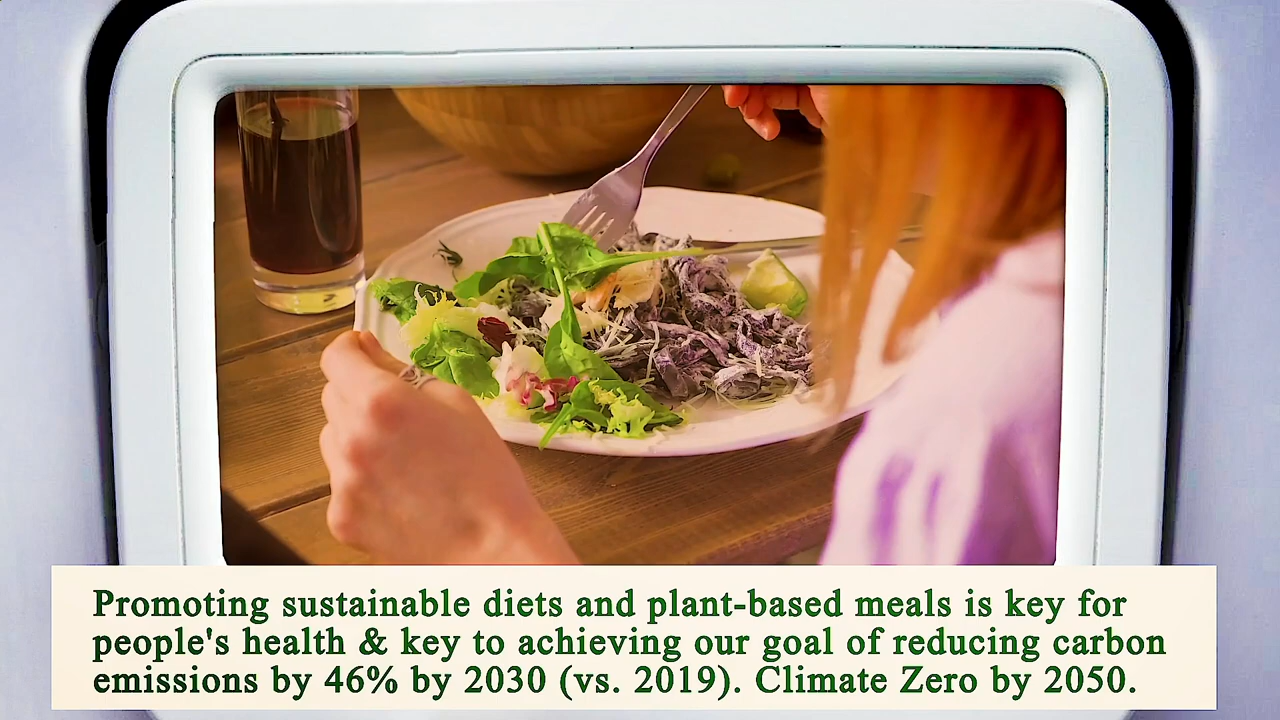 Promoting sustainable diets and plant-based meals is key for
people's health & key to achieving our goal of reducing carbon
emissions by 46% by 2030 (vs. 2019). Climate Zero by 2050.